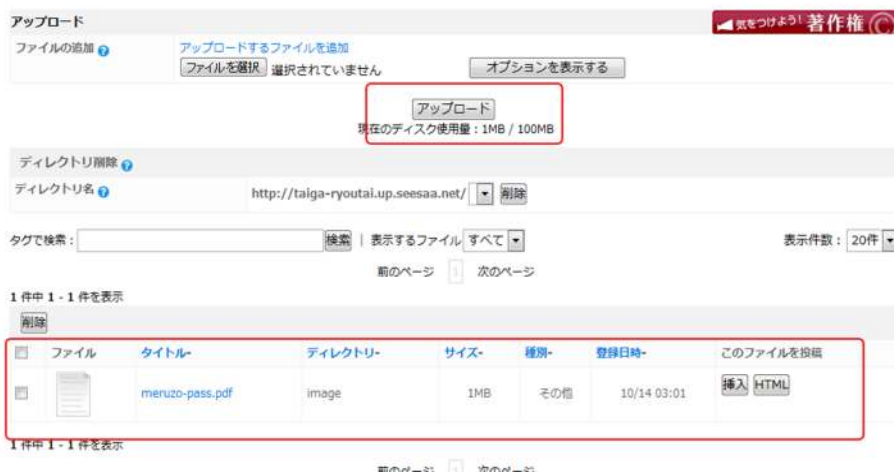 アップロード
気をつけよう! 著作権 ©
ファイルの追加 ?
アップロードするファイルを追加
ファイルを選択 選択されていません オプションを表示する
アップロード
現在のディスク使用量：1MB / 100MB
ディレクトリ削除 ?
ディレクトリ名 ? http://taiga-ryoutai.up.seesaa.net/ 削除
タグで検索： 検索 | 表示するファイル すべて 表示件数： 20件
前のページ 1 次のページ
1 件中 1 - 1 件を表示
削除
ファイル タイトル- ディレクトリ- サイズ- 種別- 登録日時- このファイルを投稿
meruzo-pass.pdf image 1MB その他 10/14 03:01 挿入 HTML
1 件中 1 - 1 件を表示
前のページ 1 次のページ